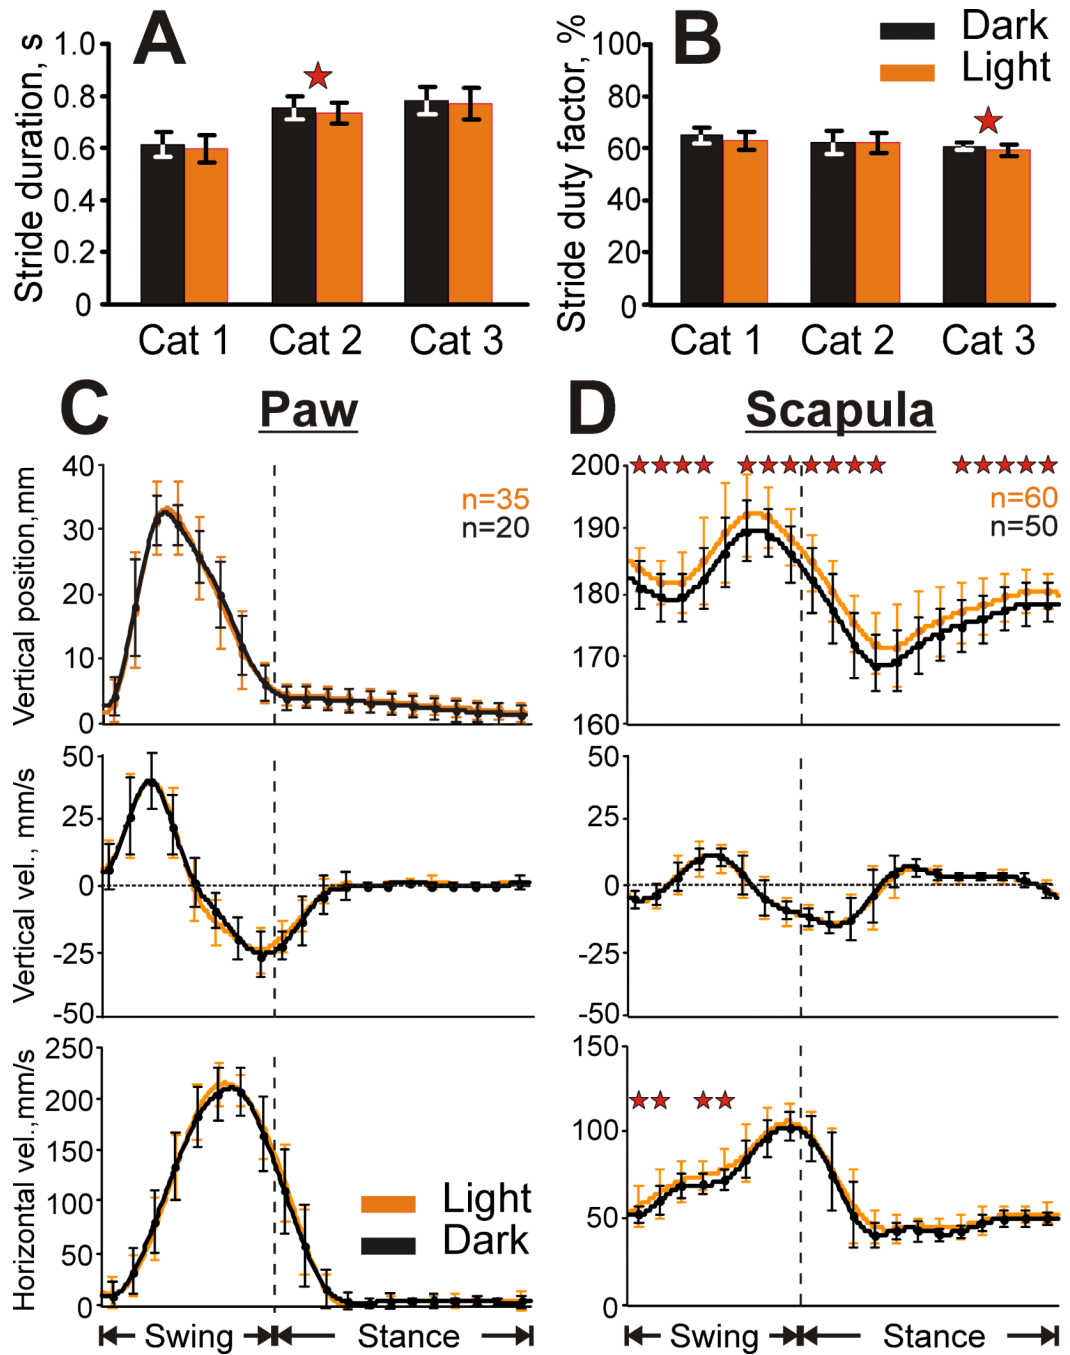 A
Stride duration, s
1.0
0.8
0.6
0.4
0.2
0
Cat 1 Cat 2 Cat 3
B
Stride duty factor, %
100
80
60
40
20
0
Dark
Light
Cat 1 Cat 2 Cat 3
C
Paw
Vertical position,mm
40
30
20
10
0
n=35
n=20
Vertical vel., mm/s
50
25
0
-25
-50
Horizontal vel.,mm/s
250
200
150
100
50
0
Light
Dark
Swing Stance
D
Scapula
200
190
180
170
160
n=60
n=50
50
25
0
-25
-50
150
100
50
0
Swing Stance